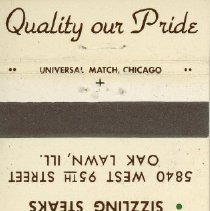 Quality our Pride
UNIVERSAL MATCH, CHICAGO
SIZZLING STEAKS
5840 WEST 95TH STREET
OAK LAWN, ILL.